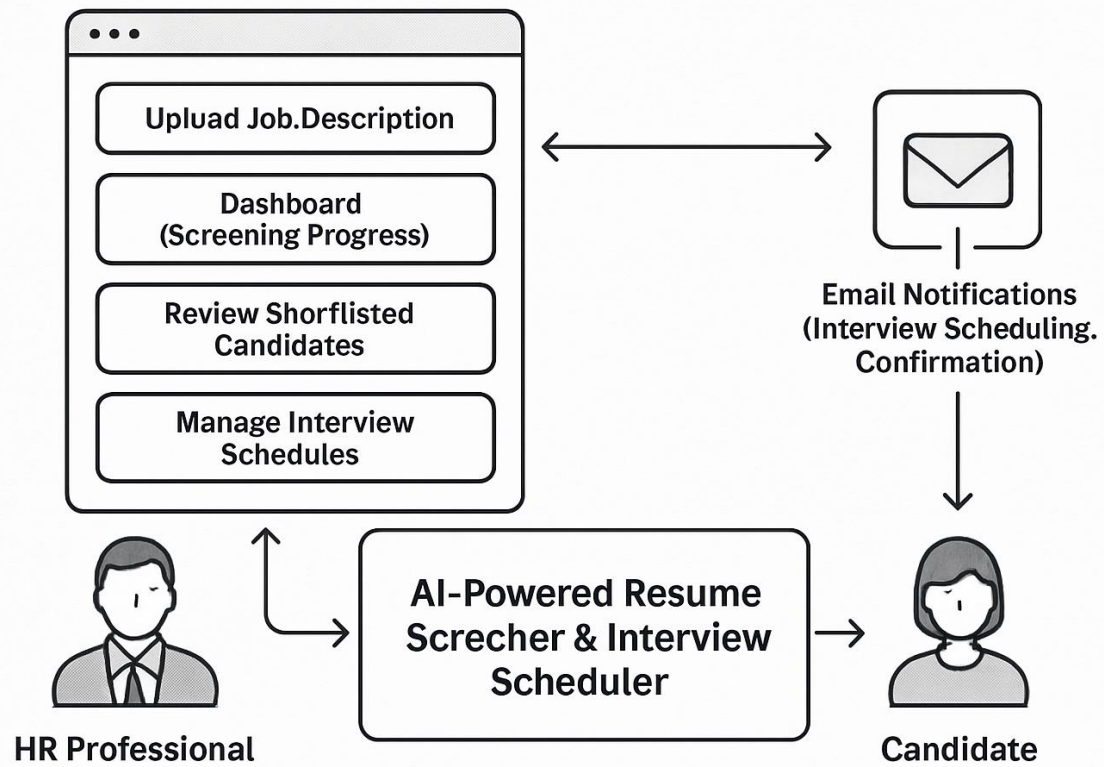 Upluad Job.Description
Dashboard
(Screening Progress)
Review Shorflisted
Candidates
Manage Interview
Schedules
Email Notifications
(Interview Scheduling.
Confirmation)
AI-Powered Resume
Screcher & Interview
Scheduler
HR Professional
Candidate